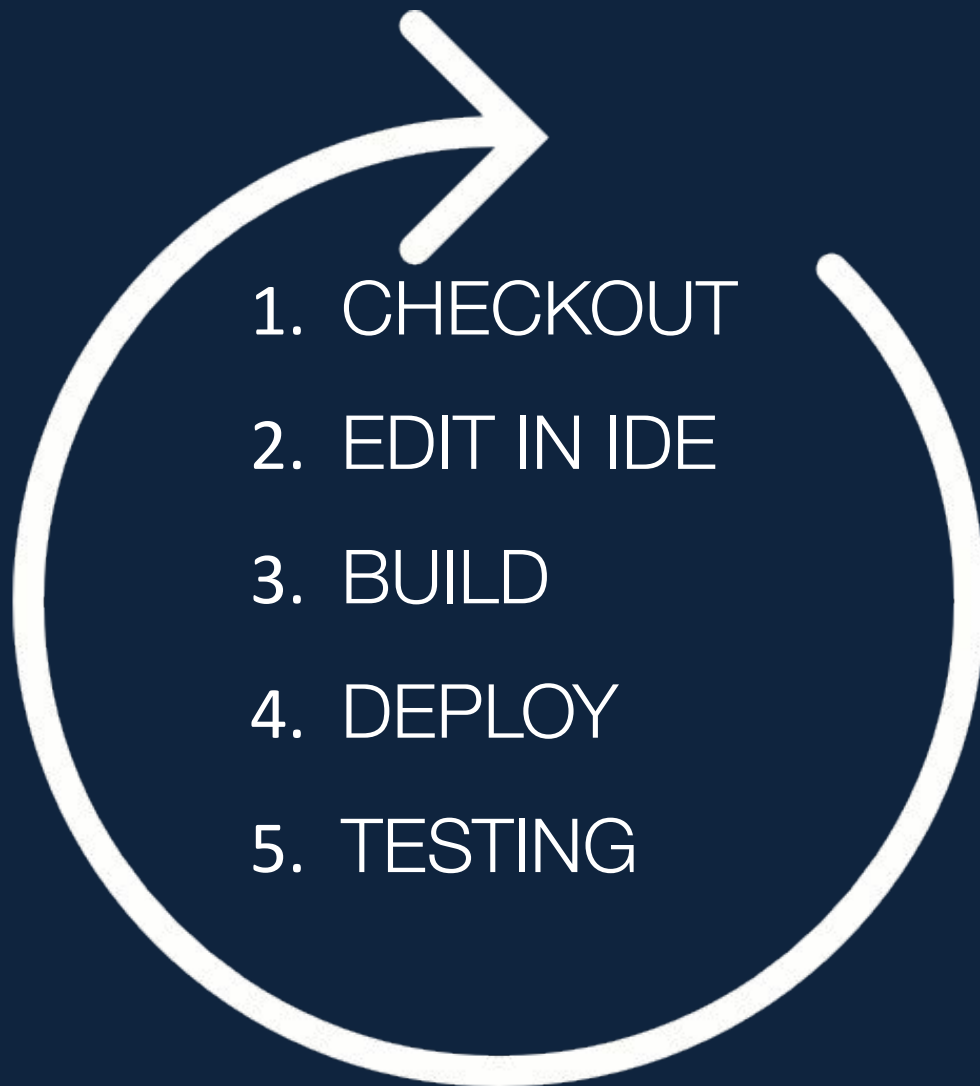 1. CHECKOUT
2. EDIT IN IDE
3. BUILD
4. DEPLOY
5. TESTING